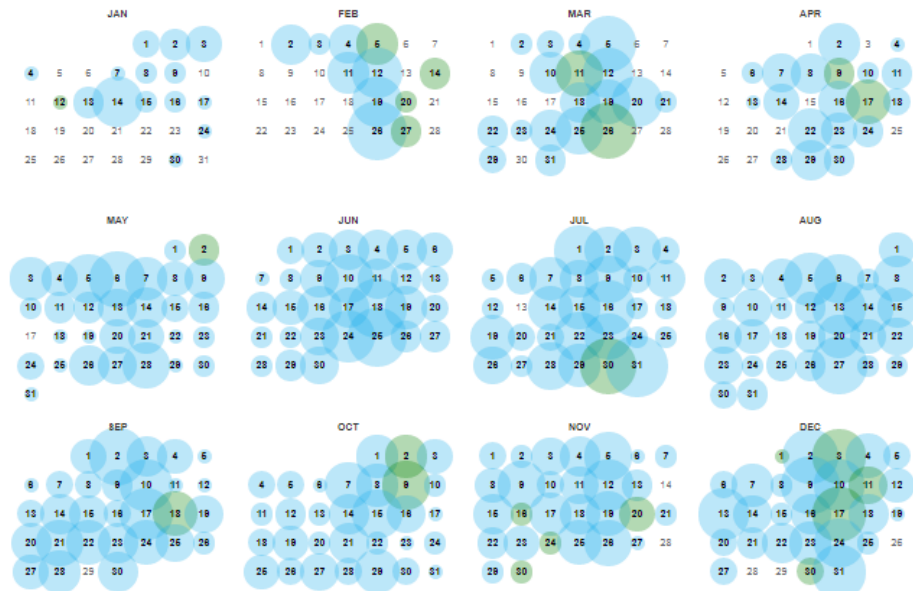 JAN
1 2 3
4 5 6 7 8 9 10
11 12 13 14 15 16 17
18 19 20 21 22 23 24
25 26 27 28 29 30 31
FEB
1 2 3 4 5 6 7
8 9 10 11 12 13 14
15 16 17 18 19 20 21
22 23 24 25 26 27 28
MAR
1 2 3 4 5 6 7
8 9 10 11 12 13 14
15 16 17 18 19 20 21
22 23 24 25 26 27 28
29 30 31
APR
1 2 3 4
5 6 7 8 9 10 11
12 13 14 15 16 17 18
19 20 21 22 23 24 25
26 27 28 29 30
MAY
1 2
3 4 5 6 7 8 9
10 11 12 13 14 15 16
17 18 19 20 21 22 23
24 25 26 27 28 29 30
31
JUN
1 2 3 4 5 6
7 8 9 10 11 12 13
14 15 16 17 18 19 20
21 22 23 24 25 26 27
28 29 30
JUL
1 2 3 4
5 6 7 8 9 10 11
12 13 14 15 16 17 18
19 20 21 22 23 24 25
26 27 28 29 30 31
AUG
1
2 3 4 5 6 7 8
9 10 11 12 13 14 15
16 17 18 19 20 21 22
23 24 25 26 27 28 29
30 31
SEP
1 2 3 4 5
6 7 8 9 10 11 12
13 14 15 16 17 18 19
20 21 22 23 24 25 26
27 28 29 30
OCT
1 2 3
4 5 6 7 8 9 10
11 12 13 14 15 16 17
18 19 20 21 22 23 24
25 26 27 28 29 30 31
NOV
1 2 3 4 5 6 7
8 9 10 11 12 13 14
15 16 17 18 19 20 21
22 23 24 25 26 27 28
29 30
DEC
1 2 3 4 5
6 7 8 9 10 11 12
13 14 15 16 17 18 19
20 21 22 23 24 25 26
27 28 29 30 31